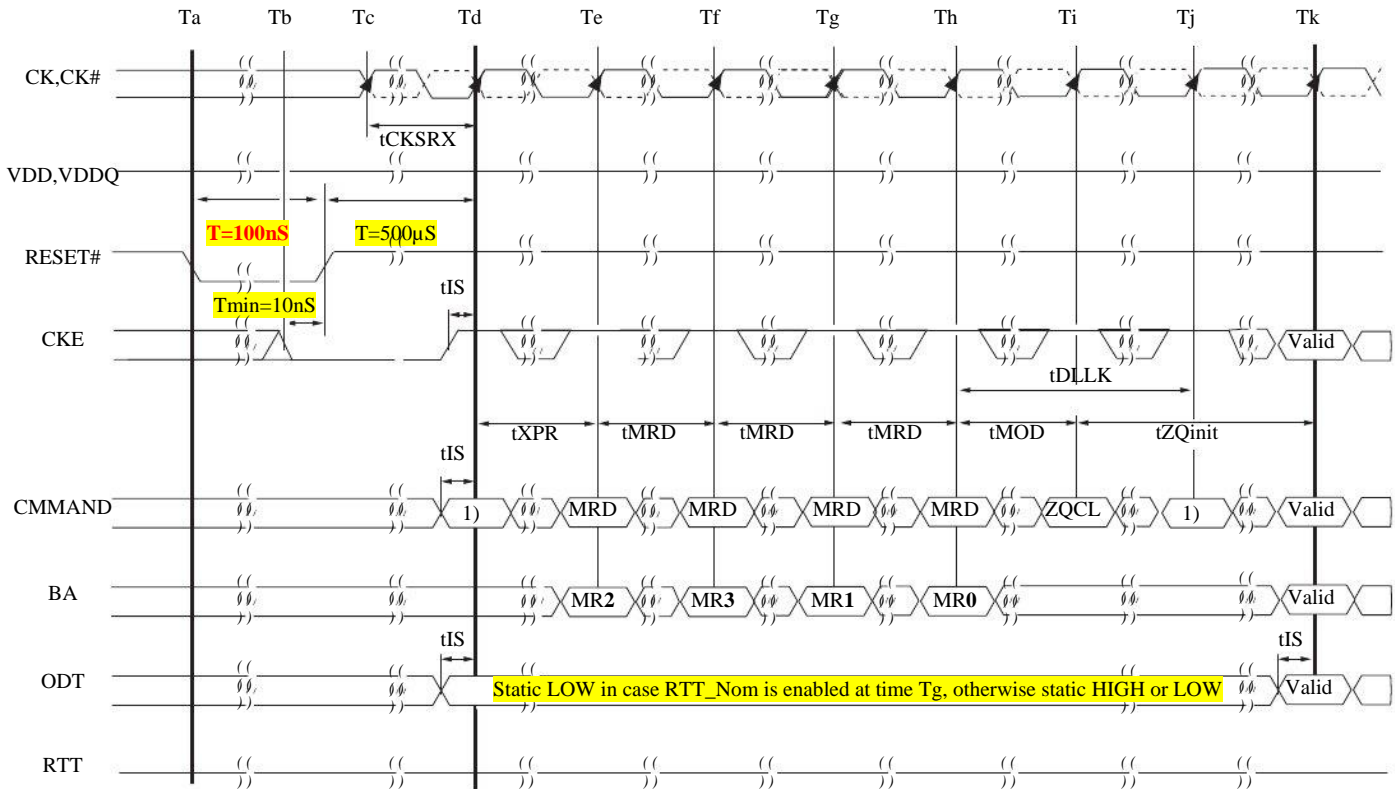 Ta Tb Tc Td Te Tf Tg Th Ti Tj Tk
CK,CK#
tCKSRX
VDD,VDDQ
T=100nS T=500µS
RESET#
Tmin=10nS tIS
CKE Valid
tDLLK
tXPR tMRD tMRD tMRD tMOD tZQinit
tIS
CMMAND 1) MRD MRD MRD MRD ZQCL 1) Valid
BA MR2 MR3 MR1 MR0 Valid
tIS tIS
ODT Static LOW in case RTT_Nom is enabled at time Tg, otherwise static HIGH or LOW Valid
RTT